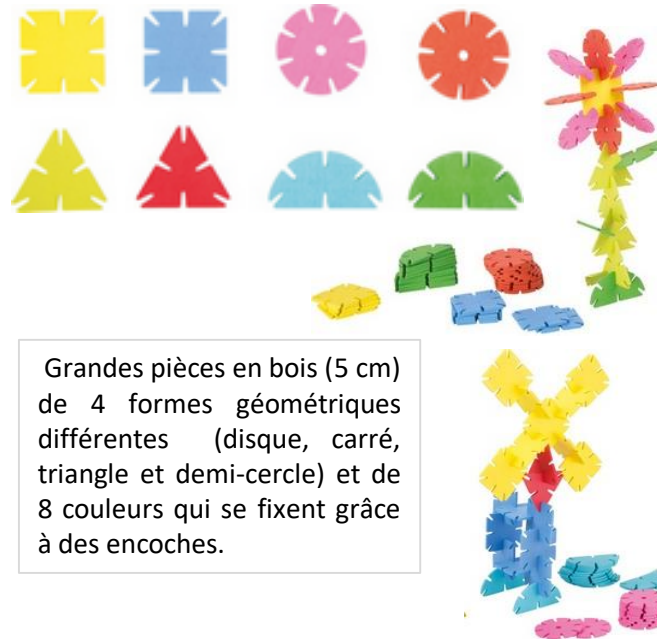 Grandes pièces en bois (5 cm)
de 4 formes géométriques
différentes (disque, carré,
triangle et demi-cercle) et de
8 couleurs qui se fixent grâce
à des encoches.